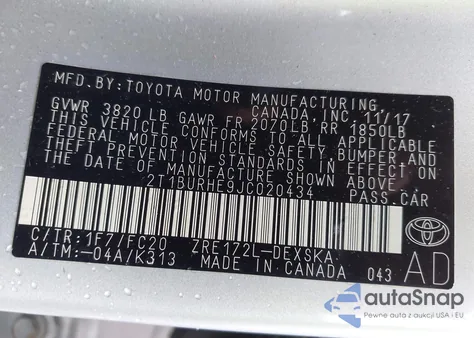 MFD.BY:TOYOTA MOTOR MANUFACTURING,
CANADA, INC. 11/17
GVWR 3820 LB GAWR FR 2070LB RR 1850LB
THIS VEHICLE CONFORMS TO ALL APPLICABLE
FEDERAL MOTOR VEHICLE SAFETY, BUMPER, AND
THEFT PREVENTION STANDARDS IN EFFECT ON
THE DATE OF MANUFACTURE SHOWN ABOVE.
2T1BURHE9JC020434 PASS.CAR
C/TR:1F7/FC20 ZRE172L-DEXSKA
A/TM:-04A/K313 MADE IN CANADA 043
TOYOTA
AD
autoSnap
Pewne auta z aukcji USA i EU